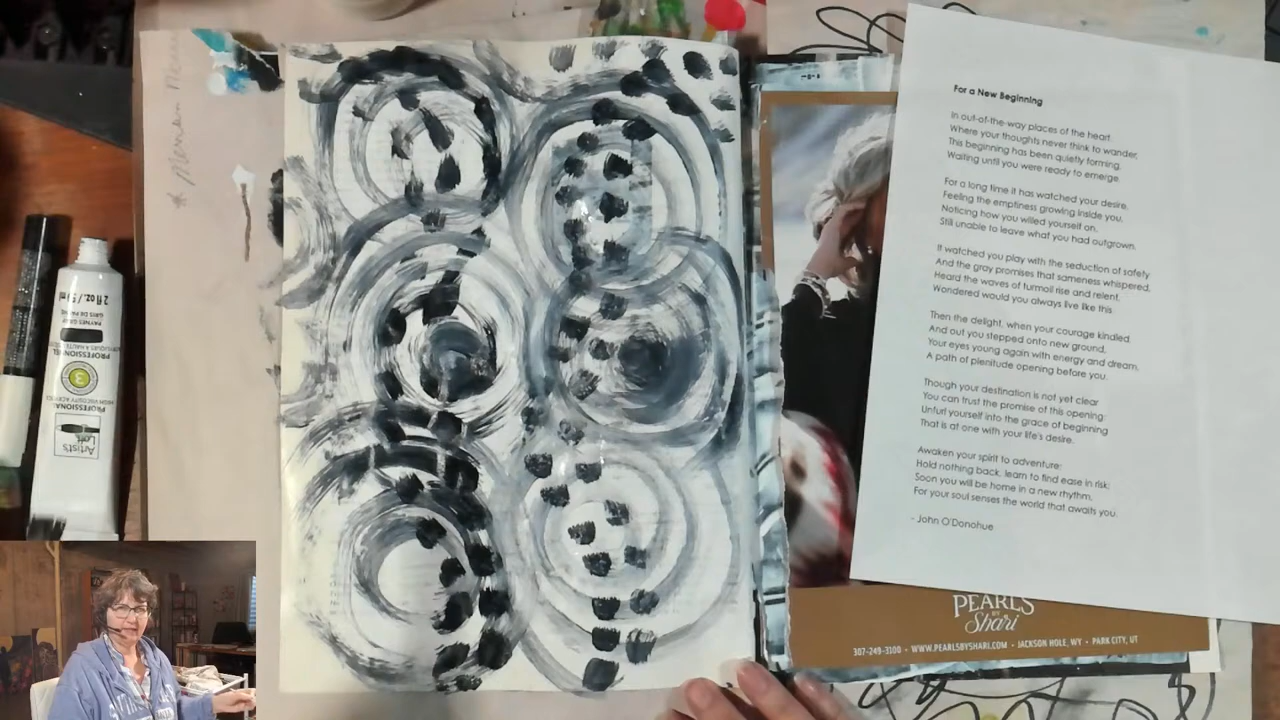 For a New Beginning
In out-of-the-way places of the heart,
Where your thoughts never think to wander,
This beginning has been quietly forming,
Waiting until you were ready to emerge.
For a long time it has watched your desire,
Feeling the emptiness growing inside you,
Noticing how you willed yourself on,
Still unable to leave what you had outgrown.
It watched you play with the seduction of safety
And the gray promises that sameness whispered,
Heard the waves of turmoil rise and relent,
Wondered would you always live like this.
Then the delight, when your courage kindled,
And out you stepped onto new ground,
Your eyes young again with energy and dream,
A path of plenitude opening before you.
Though your destination is not yet clear
You can trust the promise of this opening;
Unfurl yourself into the grace of beginning
That is at one with your life's desire.
Awaken your spirit to adventure;
Hold nothing back, learn to find ease in risk;
Soon you will be home in a new rhythm,
For your soul senses the world that awaits you.
- John O'Donohue
PEARLS
BY
Shari
307-249-3100 • WWW.PEARLSBYSHARI.COM • JACKSON HOLE, WY • PARK CITY, UT
2 fl oz. / 59 ml
PAYNES GRAY
GRIS DE PAYNE
PROFESSIONNEL
3
PROFESSIONAL
Artist's
Loft